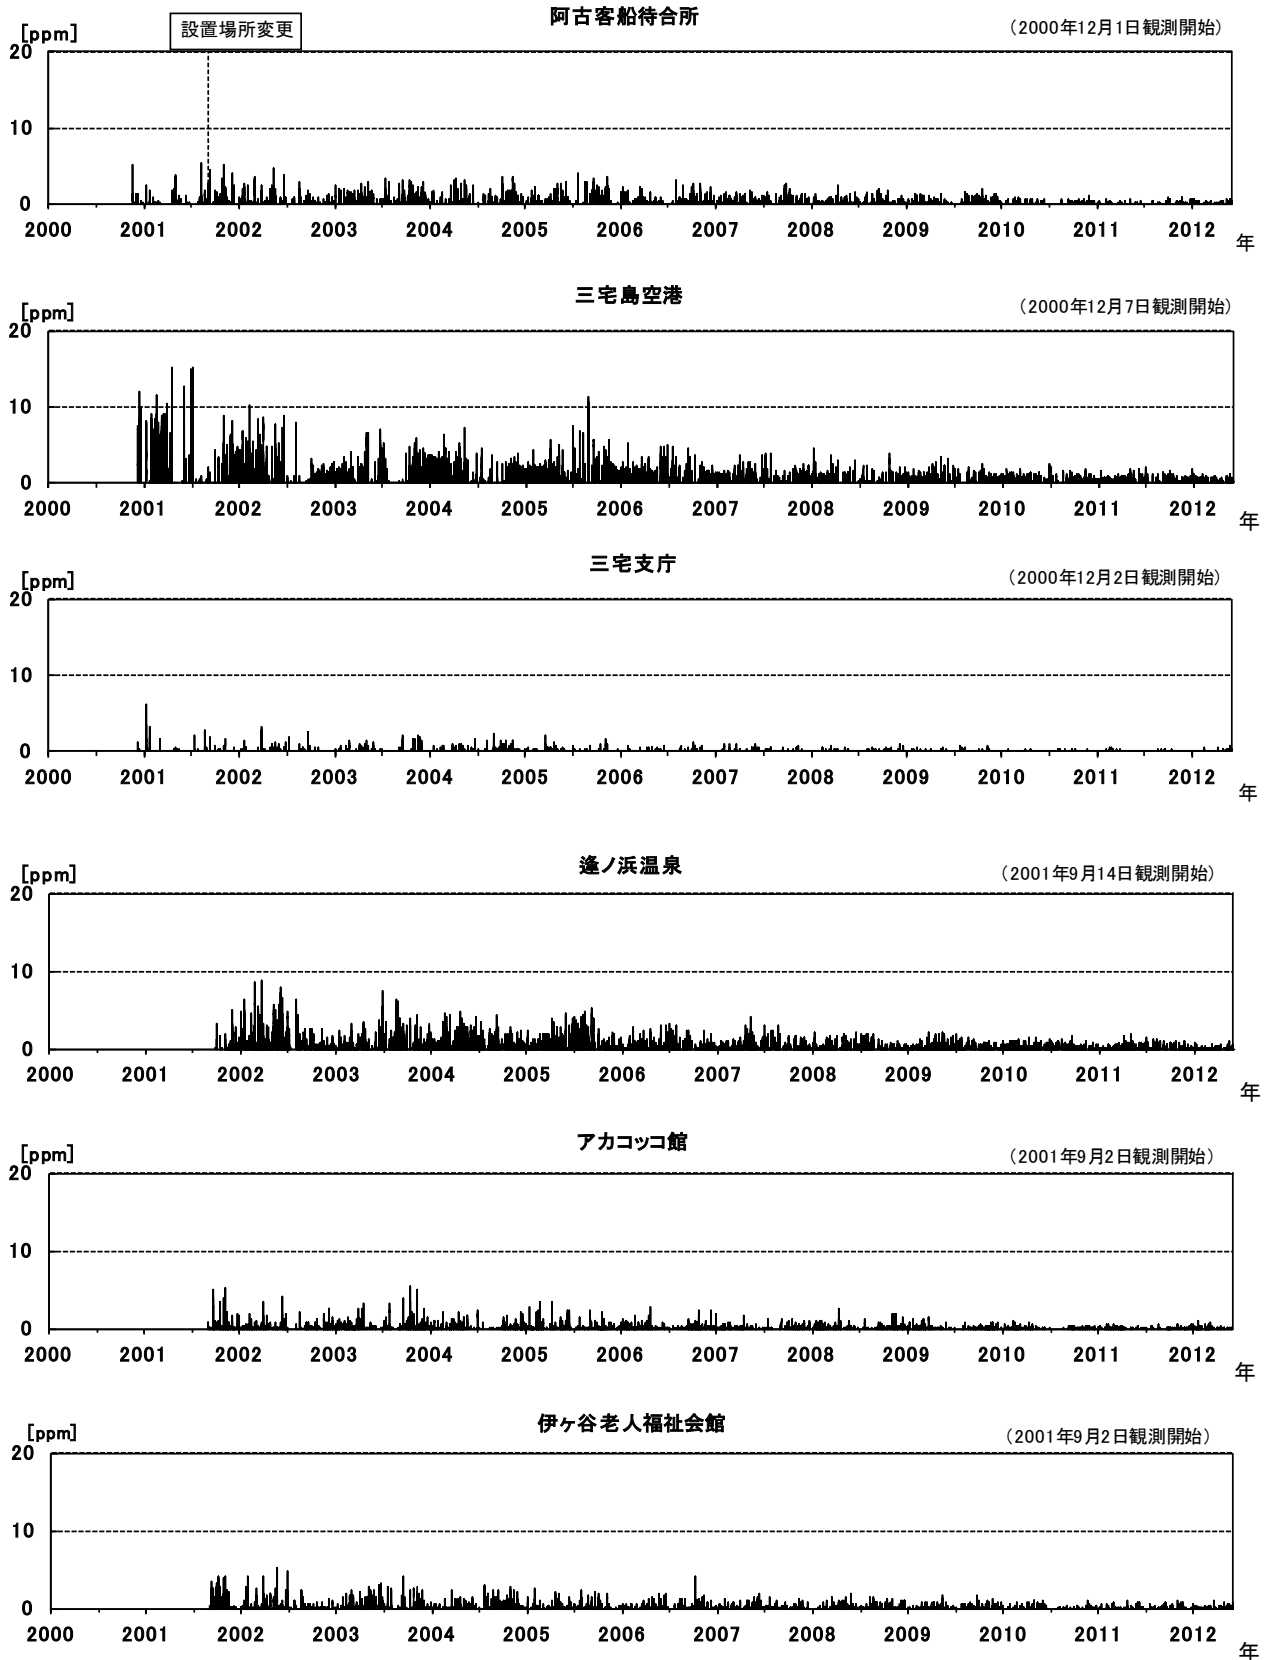 阿古客船待合所
[ppm]
設置場所変更
（2000年12月1日観測開始）
20
10
0
2000 2001 2002 2003 2004 2005 2006 2007 2008 2009 2010 2011 2012
年
三宅島空港
[ppm]
（2000年12月7日観測開始）
20
10
0
2000 2001 2002 2003 2004 2005 2006 2007 2008 2009 2010 2011 2012
年
三宅支庁
[ppm]
（2000年12月2日観測開始）
20
10
0
2000 2001 2002 2003 2004 2005 2006 2007 2008 2009 2010 2011 2012
年
逢ノ浜温泉
[ppm]
（2001年9月14日観測開始）
20
10
0
2000 2001 2002 2003 2004 2005 2006 2007 2008 2009 2010 2011 2012
年
アカコッコ館
[ppm]
（2001年9月2日観測開始）
20
10
0
2000 2001 2002 2003 2004 2005 2006 2007 2008 2009 2010 2011 2012
年
伊ヶ谷老人福祉会館
[ppm]
（2001年9月2日観測開始）
20
10
0
2000 2001 2002 2003 2004 2005 2006 2007 2008 2009 2010 2011 2012
年